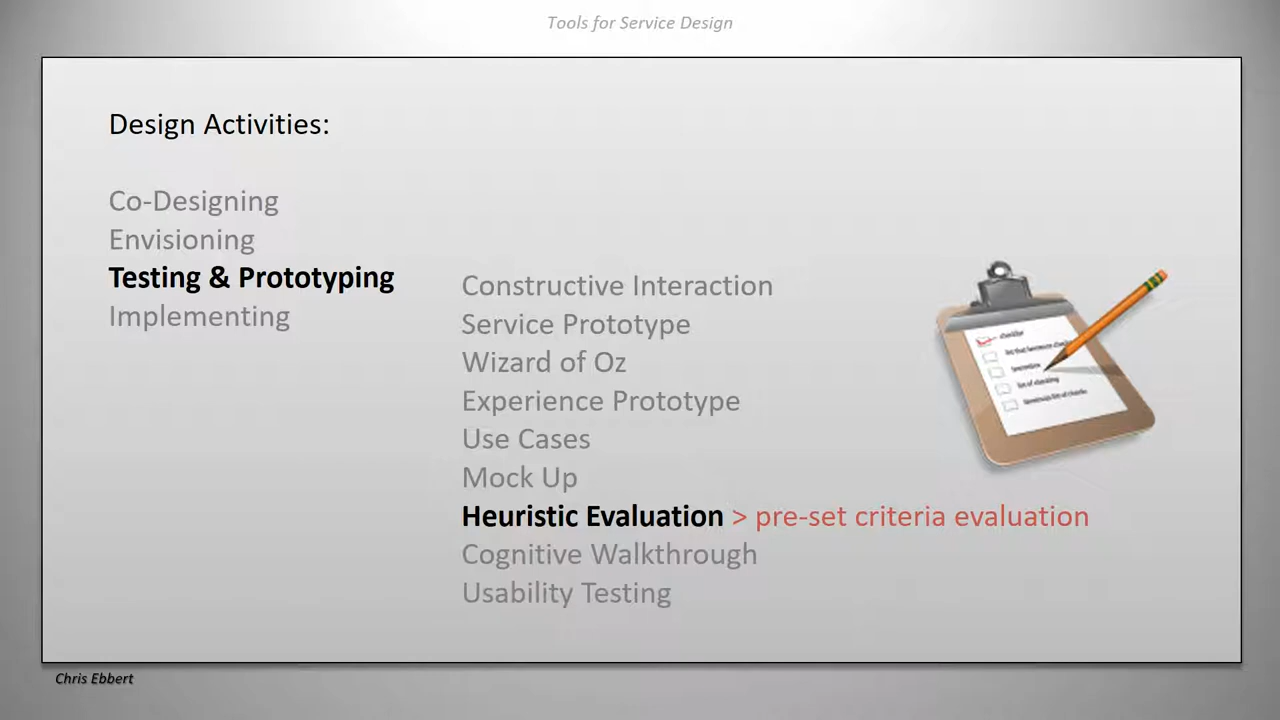 Tools for Service Design
Design Activities:
Co-Designing
Envisioning
Testing & Prototyping
Implementing
Constructive Interaction
Service Prototype
Wizard of Oz
Experience Prototype
Use Cases
Mock Up
Heuristic Evaluation > pre-set criteria evaluation
Cognitive Walkthrough
Usability Testing
checklist
Chris Ebbert